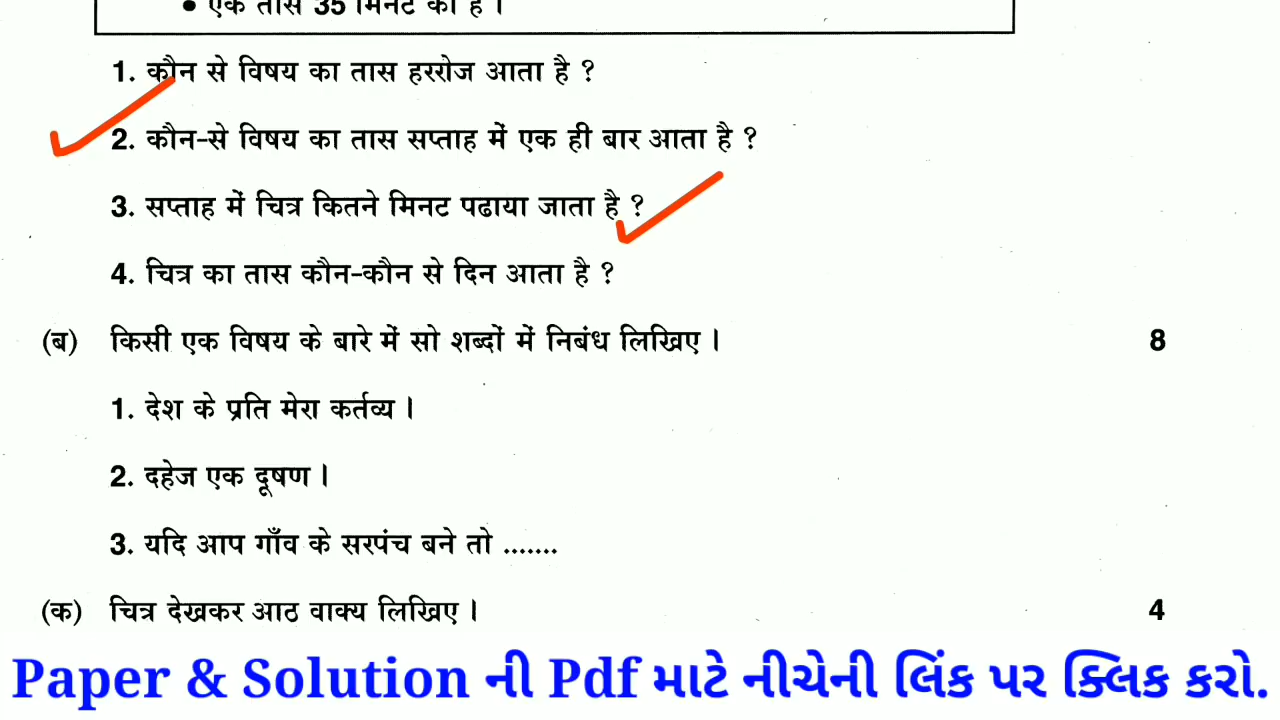 • एक तास 35 मिनट का है ।
1. कौन से विषय का तास हररोज आता है ?
2. कौन-से विषय का तास सप्ताह में एक ही बार आता है ?
3. सप्ताह में चित्र कितने मिनट पढाया जाता है ?
4. चित्र का तास कौन-कौन से दिन आता है ?
(ब) किसी एक विषय के बारे में सो शब्दों में निबंध लिखिए । 8
1. देश के प्रति मेरा कर्तव्य ।
2. दहेज एक दूषण ।
3. यदि आप गाँव के सरपंच बने तो .......
(क) चित्र देखकर आठ वाक्य लिखिए । 4
Paper & Solution ની Pdf માટે નીચેની લિંક પર ક્લિક કરો.